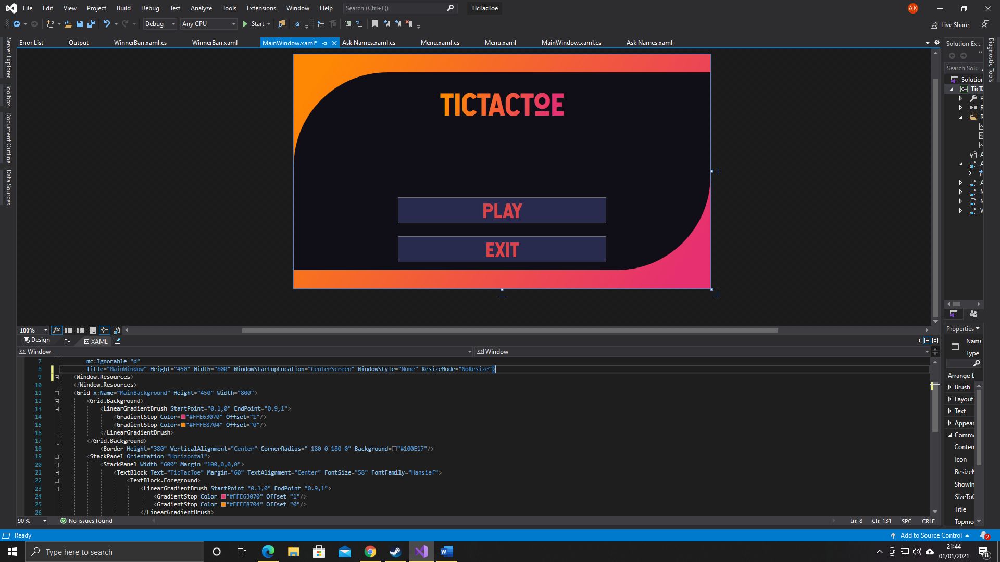 File Edit View Project Build Debug Test Analyze Tools Extensions Window Help Search (Ctrl+Q) TicTacToe AK
Debug Any CPU Start Live Share
Error List Output WinnerBan.xaml.cs WinnerBan.xaml MainWindow.xaml* Ask Names.xaml.cs Menu.xaml.cs Menu.xaml MainWindow.xaml.cs Ask Names.xaml
Server Explorer
Toolbox
Document Outline
Data Sources
TICTACTOE
PLAY
EXIT
Solution Ex...
Search Solu
Solution
C# TicTa
Diagnostic Tools
100% fx
Design XAML
Window Window
7 mc:Ignorable="d"
8 Title="MainWindow" Height="450" Width="800" WindowStartupLocation="CenterScreen" WindowStyle="None" ResizeMode="NoResize">
9 <Window.Resources>
10 </Window.Resources>
11 <Grid x:Name="MainBackground" Height="450" Width="800">
12 <Grid.Background>
13 <LinearGradientBrush StartPoint="0.1,0" EndPoint="0.9,1">
14 <GradientStop Color="#FFE63070" Offset="1"/>
15 <GradientStop Color="#FFFE8704" Offset="0"/>
16 </LinearGradientBrush>
17 </Grid.Background>
18 <Border Height="380" VerticalAlignment="Center" CornerRadius=" 180 0 180 0" Background="#100E17"/>
19 <StackPanel Orientation="Horizontal">
20 <StackPanel Width="600" Margin="100,0,0,0">
21 <TextBlock Text="TicTacToe" Margin="60" TextAlignment="Center" FontSize="58" FontFamily="Hansief">
22 <TextBlock.Foreground>
23 <LinearGradientBrush StartPoint="0.1,0" EndPoint="0.9,1">
24 <GradientStop Color="#FFE63070" Offset="1"/>
25 <GradientStop Color="#FFFE8704" Offset="0"/>
26 </LinearGradientBrush>
Properties
Name
Type
Arrange b
Brush
Layout
Text
Appear
Commo
Conten
Icon
ResizeM
ShowIn
SizeToC
Title
Topmos
90 % No issues found Ln: 8 Ch: 131 SPC CRLF
Ready Add to Source Control 2
Type here to search
21:44
01/01/2021
8